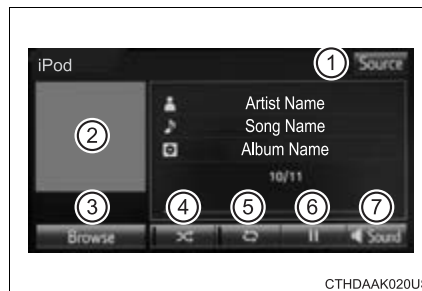 iPod
1
Source
2
Artist Name
Song Name
Album Name
10/11
3
4
5
6
7
Browse
Sound
CTHDAAK020US